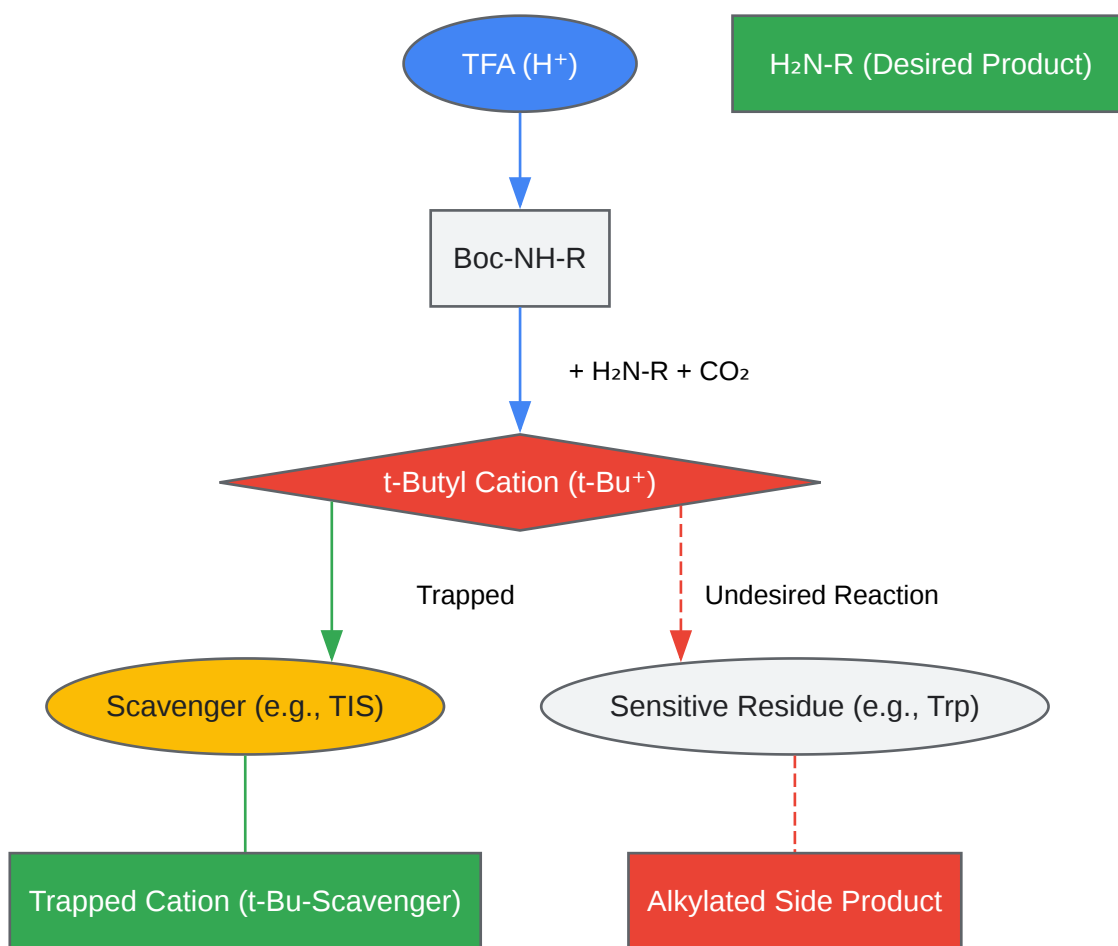 TFA (H⁺)
H₂N-R (Desired Product)
Boc-NH-R
+ H₂N-R + CO₂
t-Butyl Cation (t-Bu⁺)
Trapped
Undesired Reaction
Scavenger (e.g., TIS)
Sensitive Residue (e.g., Trp)
Trapped Cation (t-Bu-Scavenger)
Alkylated Side Product